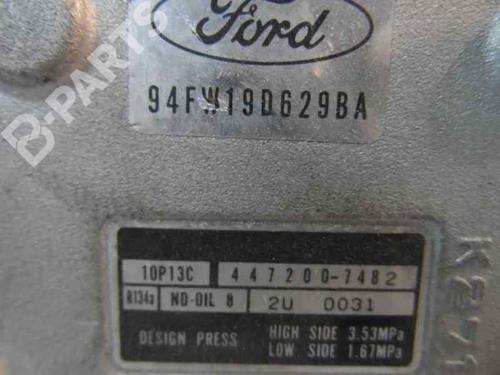 B-PARTS
Ford
94FW19D629BA
10P13C 447200-7482
R134a ND-OIL 8 2U 0031
DESIGN PRESS. HIGH SIDE 3.53MPa
LOW. SIDE 1.67MPa
K271